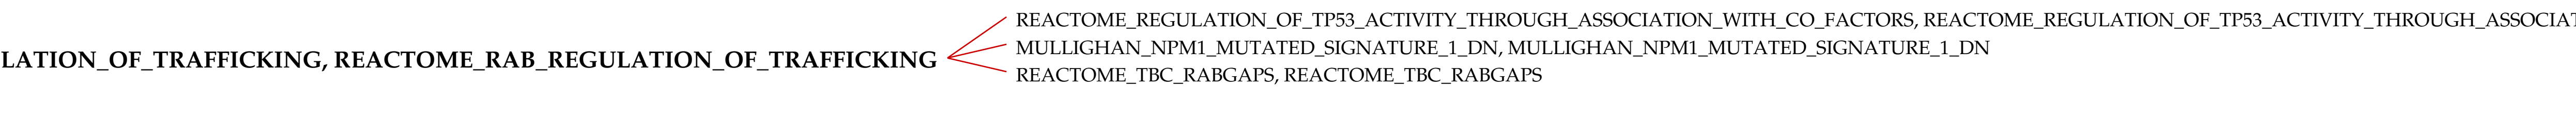 REACTOME_REGULATION_OF_TP53_ACTIVITY_THROUGH_ASSOCIATION_WITH_CO_FACTORS, REACTOME_REGULATION_OF_TP53_ACTIVITY_THROUGH_ASSOCIAT
MULLIGHAN_NPM1_MUTATED_SIGNATURE_1_DN, MULLIGHAN_NPM1_MUTATED_SIGNATURE_1_DN
LATION_OF_TRAFFICKING, REACTOME_RAB_REGULATION_OF_TRAFFICKING
REACTOME_TBC_RABGAPS, REACTOME_TBC_RABGAPS